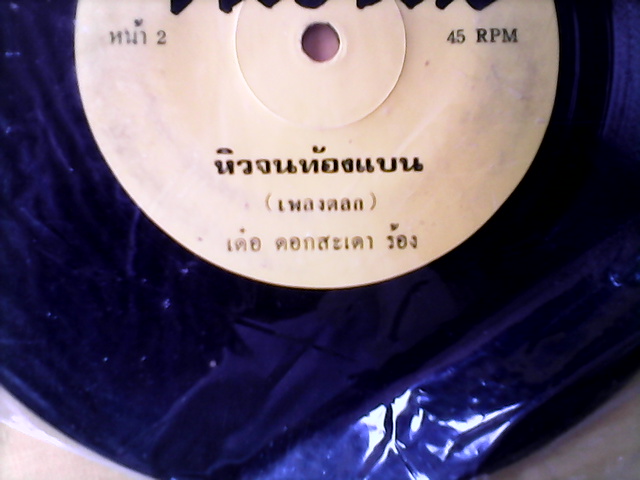 หน้า 2
45 RPM
หิวจนท้องแบน
(เพลงตลก)
เด๋อ ดอกสะเดา ร้อง